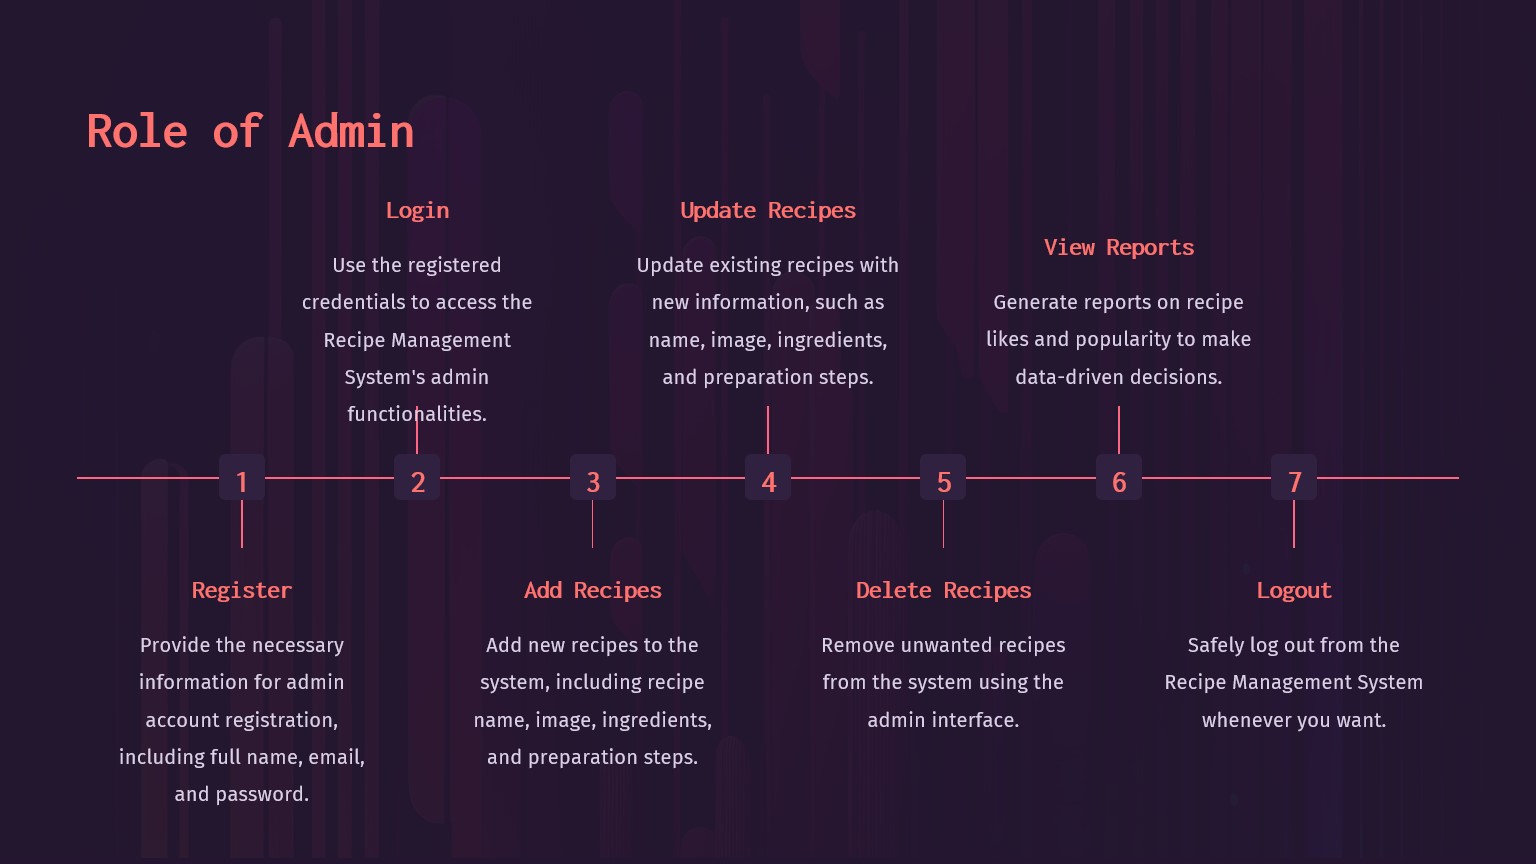 Role of Admin
Login
Use the registered
credentials to access the
Recipe Management
System's admin
functionalities.
Update Recipes
Update existing recipes with
new information, such as
name, image, ingredients,
and preparation steps.
View Reports
Generate reports on recipe
likes and popularity to make
data-driven decisions.
1
2
3
4
5
6
7
Register
Provide the necessary
information for admin
account registration,
including full name, email,
and password.
Add Recipes
Add new recipes to the
system, including recipe
name, image, ingredients,
and preparation steps.
Delete Recipes
Remove unwanted recipes
from the system using the
admin interface.
Logout
Safely log out from the
Recipe Management System
whenever you want.